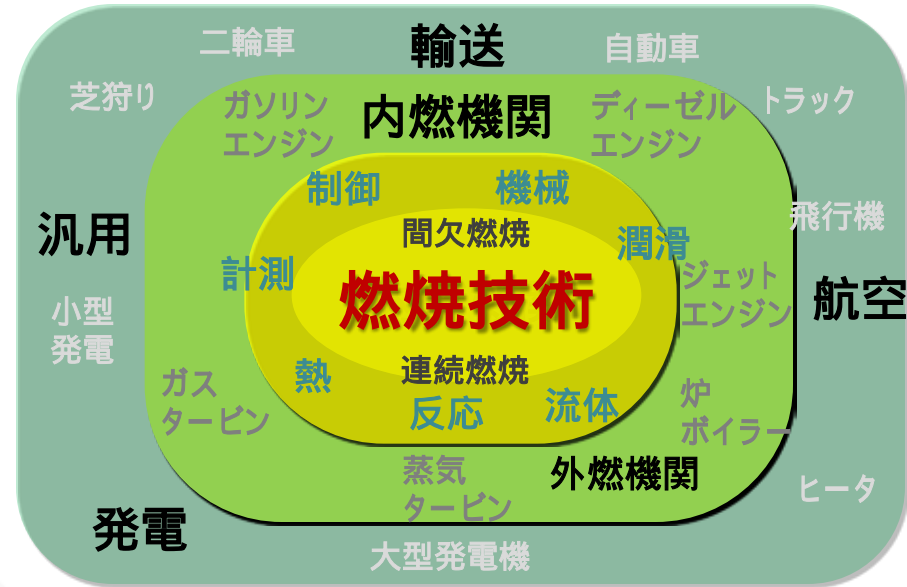 二輪車
輸送
自動車
芝狩り
ガソリン
エンジン
内燃機関
ディーゼル
エンジン
トラック
制御
機械
汎用
間欠燃焼
潤滑
飛行機
計測
燃焼技術
ジェット
エンジン
航空
小型
発電
ガス
タービン
熱
連続燃焼
反応
流体
炉
ボイラー
蒸気
タービン
外燃機関
ヒータ
発電
大型発電機